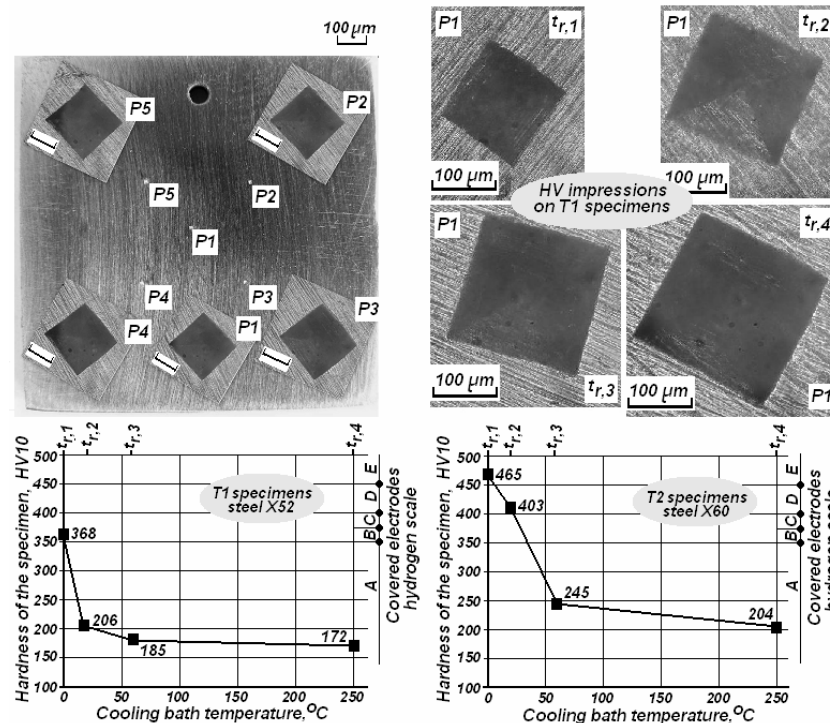 100 µm
P5
P2
P5
P2
P1
P4
P3
P4
P1
P3
P1
t r,1
100 µm
P1
t r,2
100 µm
HV impressions
on T1 specimens
P1
t r,3
100 µm
t r,4
P1
100 µm
t r,1
t r,2
t r,3
t r,4
Hardness of the specimen, HV10
500
450
400
350
300
250
200
150
100
368
206
185
172
T1 specimens
steel X52
E
D
C
B
A
Covered electrodes
hydrogen scale
0
50
100
150
200
250
Cooling bath temperature, °C
t r,1
t r,2
t r,3
t r,4
Hardness of the specimen, HV10
500
450
400
350
300
250
200
150
100
465
403
245
204
T2 specimens
steel X60
E
D
C
B
A
Covered electrodes
0
50
100
150
200
250
Cooling bath temperature, °C